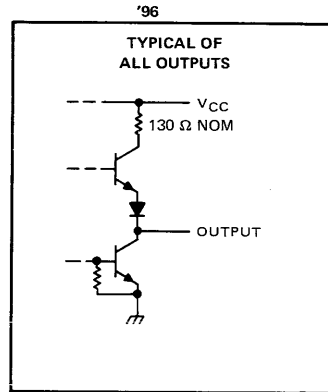 '96
TYPICAL OF
ALL OUTPUTS
VCC
130 Ω NOM
OUTPUT